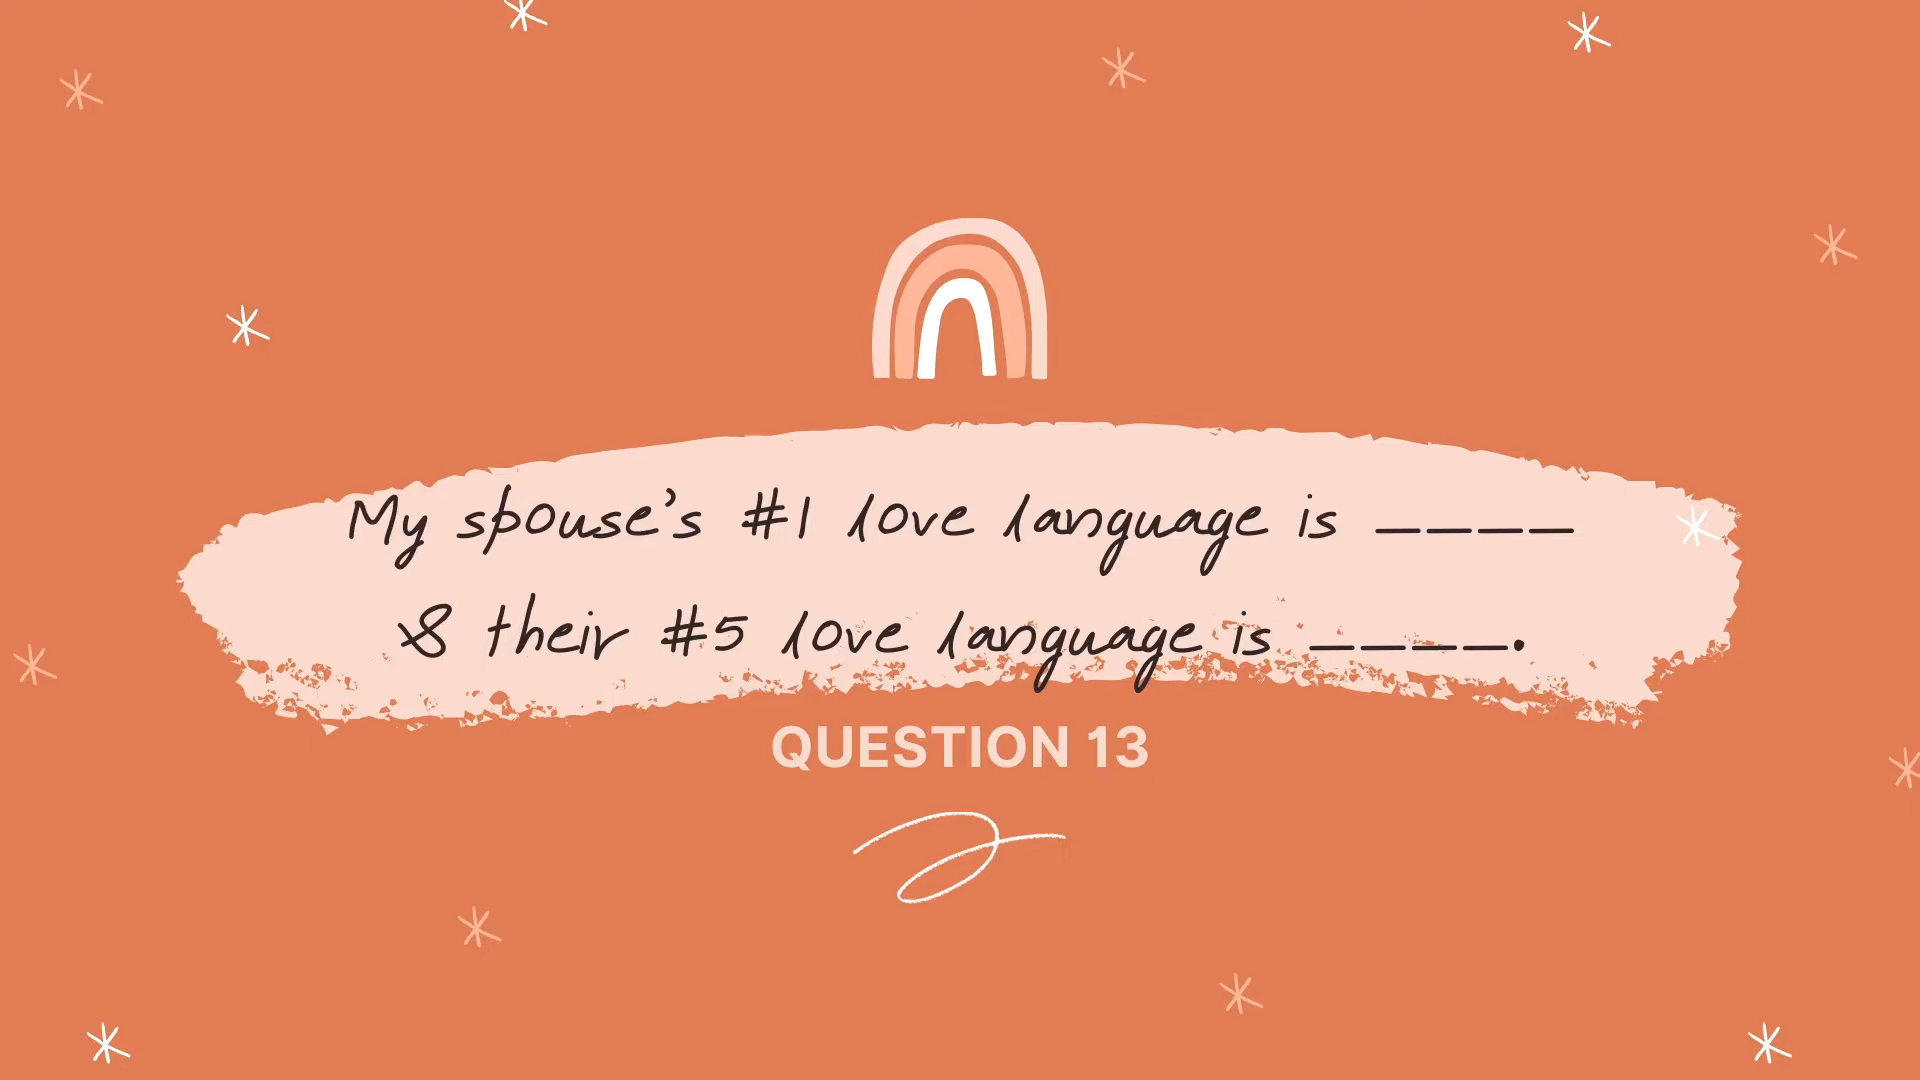 My spouse's #1 love language is ____
& their #5 love language is ____.
QUESTION 13